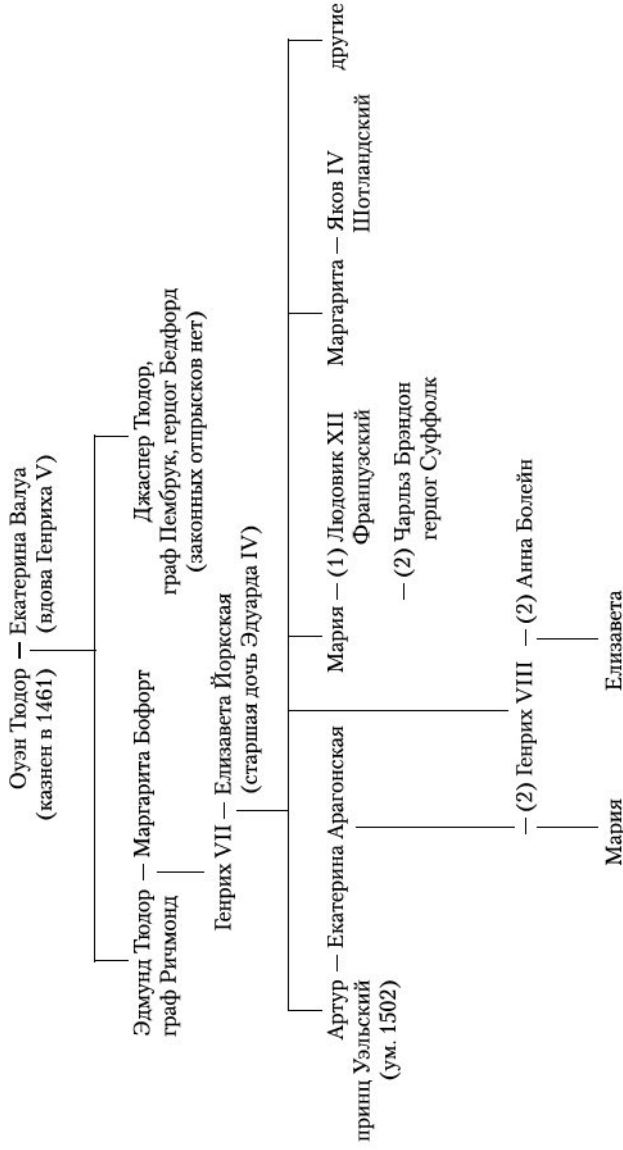 Оуэн Тюдор — Екатерина Валуа
(казнен в 1461) (вдова Генриха V)
Эдмунд Тюдор — Маргарита Бофорт
граф Ричмонд
Джаспер Тюдор,
граф Пембрук, герцог Бедфорд
(законных отпрысков нет)
Генрих VII — Елизавета Йоркская
(старшая дочь Эдуарда IV)
Артур — Екатерина Арагонская
принц Уэльский
(ум. 1502)
Мария — (1) Людовик XII
Французский
— (2) Чарльз Брэндон
герцог Суффолк
Маргарита — Яков IV
Шотландский
другие
— (2) Генрих VIII — (2) Анна Болейн
Мария
Елизавета